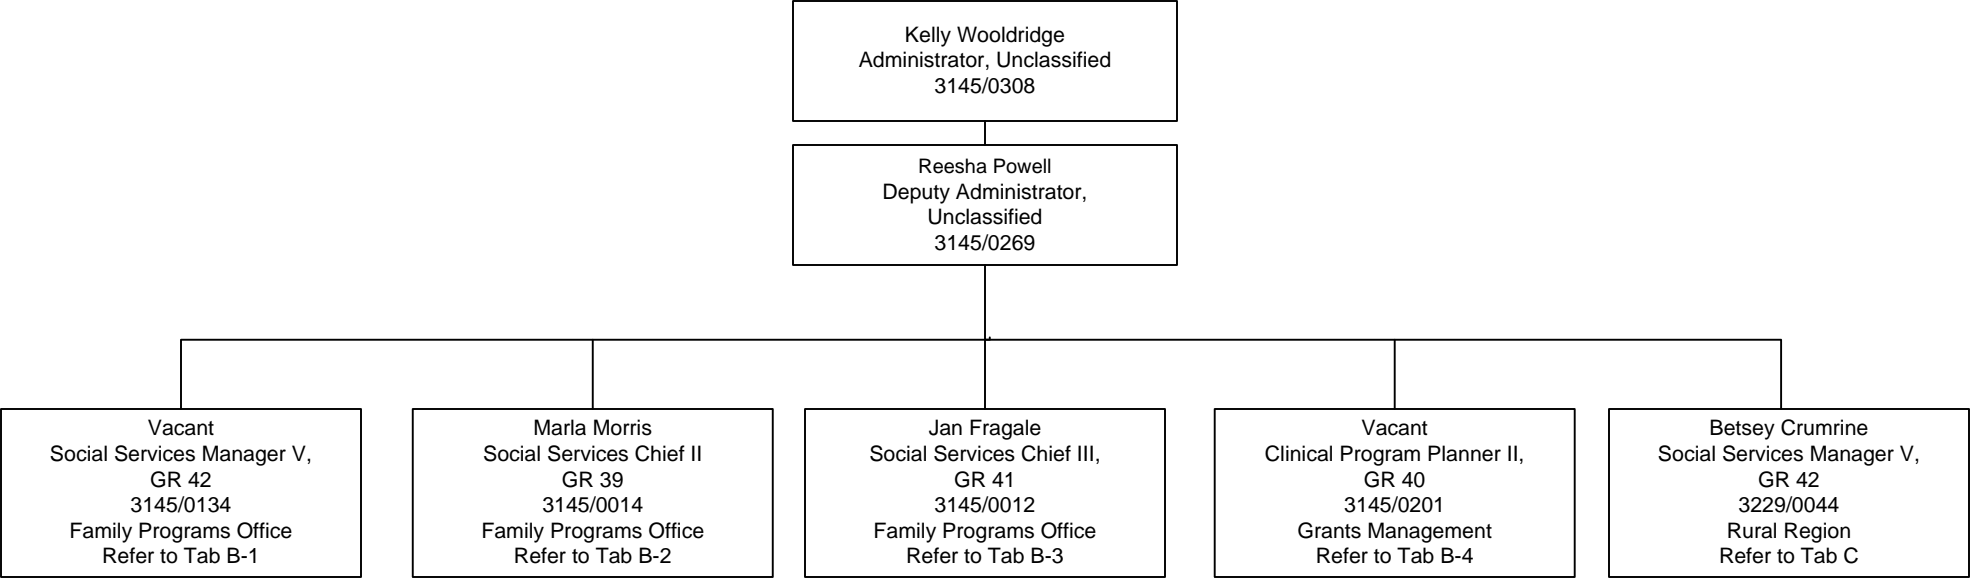 Kelly Wooldridge
Administrator, Unclassified
3145/0308
Reesha Powell
Deputy Administrator,
Unclassified
3145/0269
Vacant
Social Services Manager V,
GR 42
3145/0134
Family Programs Office
Refer to Tab B-1
Marla Morris
Social Services Chief II
GR 39
3145/0014
Family Programs Office
Refer to Tab B-2
Jan Fragale
Social Services Chief III,
GR 41
3145/0012
Family Programs Office
Refer to Tab B-3
Vacant
Clinical Program Planner II,
GR 40
3145/0201
Grants Management
Refer to Tab B-4
Betsey Crumrine
Social Services Manager V,
GR 42
3229/0044
Rural Region
Refer to Tab C